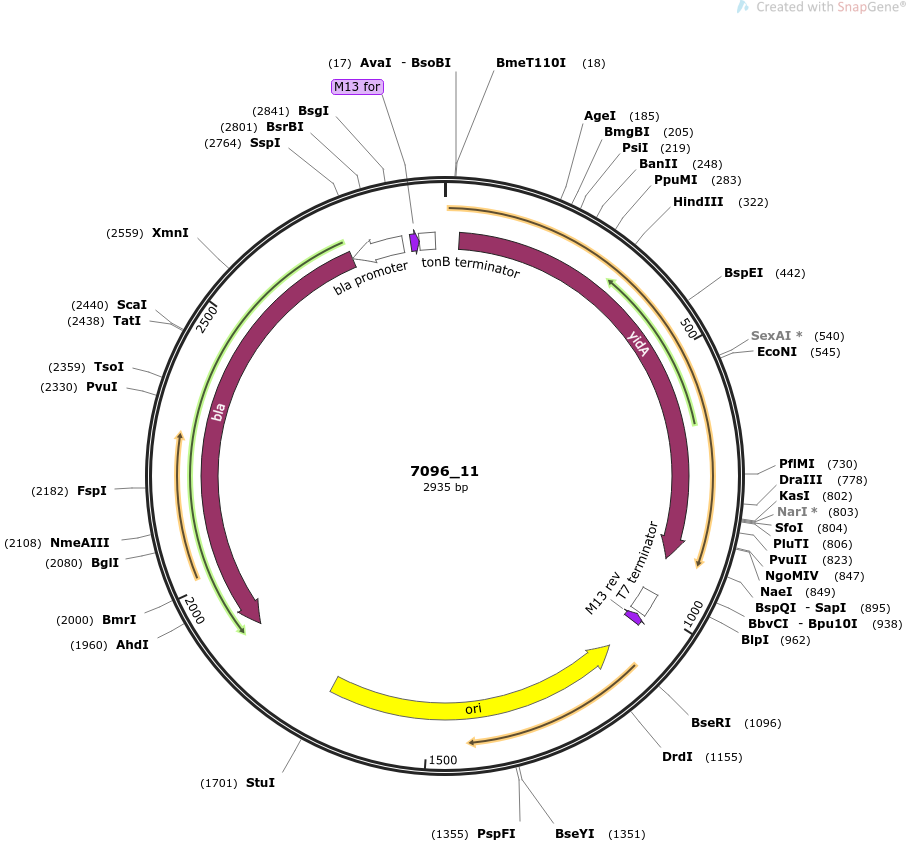 Created with SnapGene®
(17) AvaI - BsoBI
BmeT110I (18)
M13 for
(2841) BsgI
(2801) BsrBI
(2764) SspI
AgeI (185)
BmgBI (205)
PsiI (219)
BanII (248)
PpuMI (283)
HindIII (322)
(2559) XmnI
bla promoter
tonB terminator
BspEI (442)
(2440) ScaI
(2438) TatI
2500
500
yidA
SexAI * (540)
EcoNI (545)
(2359) TsoI
(2330) PvuI
bla
7096_11
2935 bp
PflMI (730)
DraIII (778)
KasI (802)
NarI * (803)
SfoI (804)
PluTI (806)
PvuII (823)
NgoMIV (847)
NaeI (849)
BspQI - SapI (895)
BbvCI - Bpu10I (938)
BlpI (962)
(2182) FspI
(2108) NmeAIII
(2080) BglI
(2000) BmrI
(1960) AhdI
2000
T7 terminator
M13 rev
1000
ori
BseRI (1096)
DrdI (1155)
1500
(1701) StuI
(1355) PspFI
BseYI (1351)